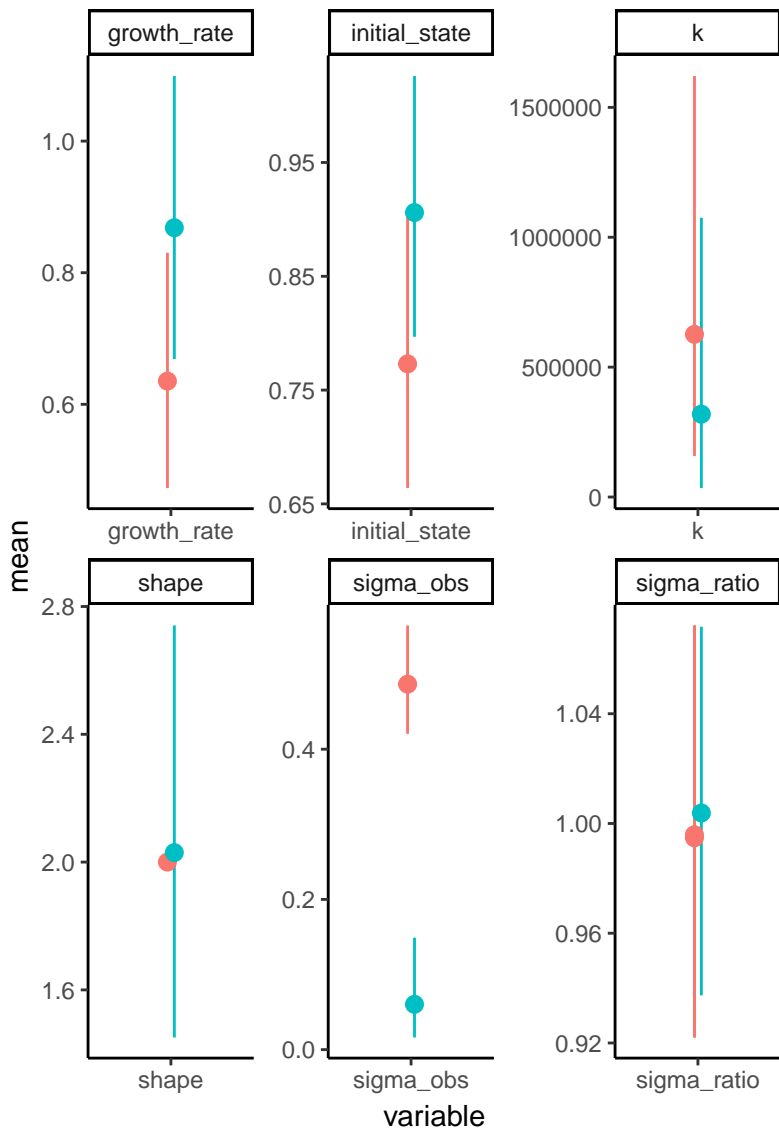 growth_rate
initial_state
k
1.0
0.8
0.6
0.95
0.85
0.75
0.65
1500000
1000000
500000
0
growth_rate
initial_state
k
mean
shape
sigma_obs
sigma_ratio
2.8
2.4
2.0
1.6
0.4
0.2
0.0
1.04
1.00
0.96
0.92
shape
sigma_obs
sigma_ratio
variable